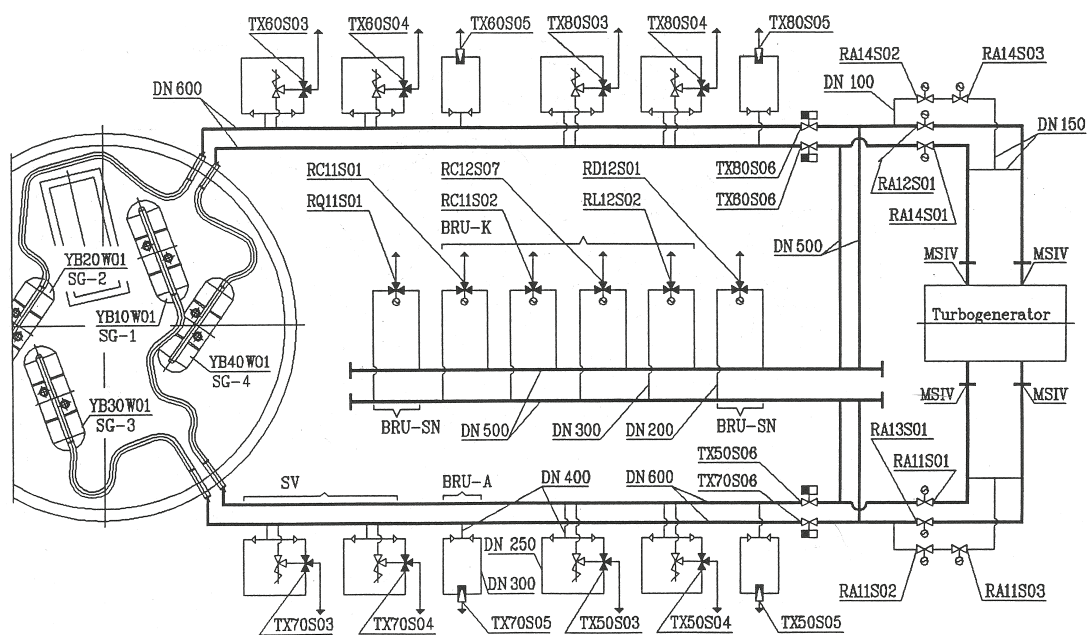 TX60S03
TX60S04
TX60S05
TX80S03
TX80S04
TX80S05
RA14S02
RA14S03
DN 100
DN 600
DN 150
RC11S01
RC12S07
RD12S01
TX80S06
RA12S01
RQ11S01
RC11S02
RL12S02
TX60S06
RA14S01
BRU-K
DN 500
YB20W01
SG-2
MSIV
MSIV
YB10W01
SG-1
Turbogenerator
YB40W01
SG-4
YB30W01
SG-3
MSIV
MSIV
BRU-SN
DN 500
DN 300
DN 200
BRU-SN
RA13S01
TX50S06
RA11S01
SV
BRU-A
DN 400
DN 600
TX70S06
DN 250
DN 300
RA11S02
RA11S03
TX70S03
TX70S04
TX70S05
TX50S03
TX50S04
TX50S05